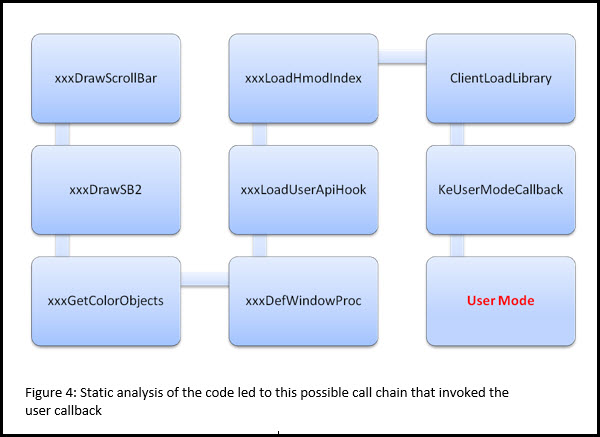 xxxDrawScrollBar
xxxLoadHmodIndex
ClientLoadLibrary
xxxDrawSB2
xxxLoadUserApiHook
KeUserModeCallback
xxxGetColorObjects
xxxDefWindowProc
User Mode
Figure 4: Static analysis of the code led to this possible call chain that invoked the
user callback